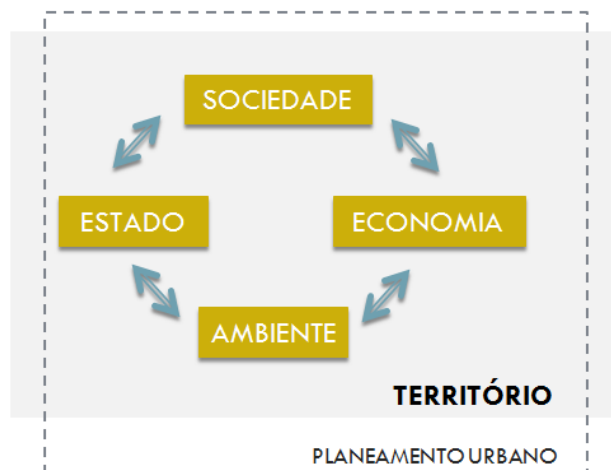 SOCIEDADE
ESTADO
ECONOMIA
AMBIENTE
TERRITÓRIO
PLANEAMENTO URBANO